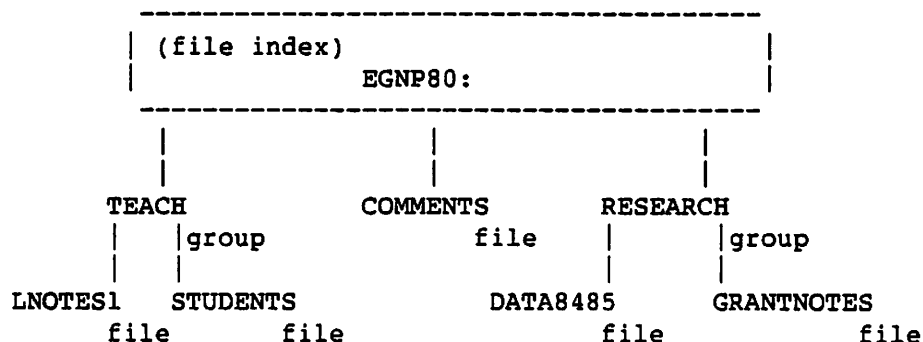 (file index)
EGNP80:
TEACH COMMENTS RESEARCH
group file group
LNOTES1 STUDENTS DATA8485 GRANTNOTES
file file file file